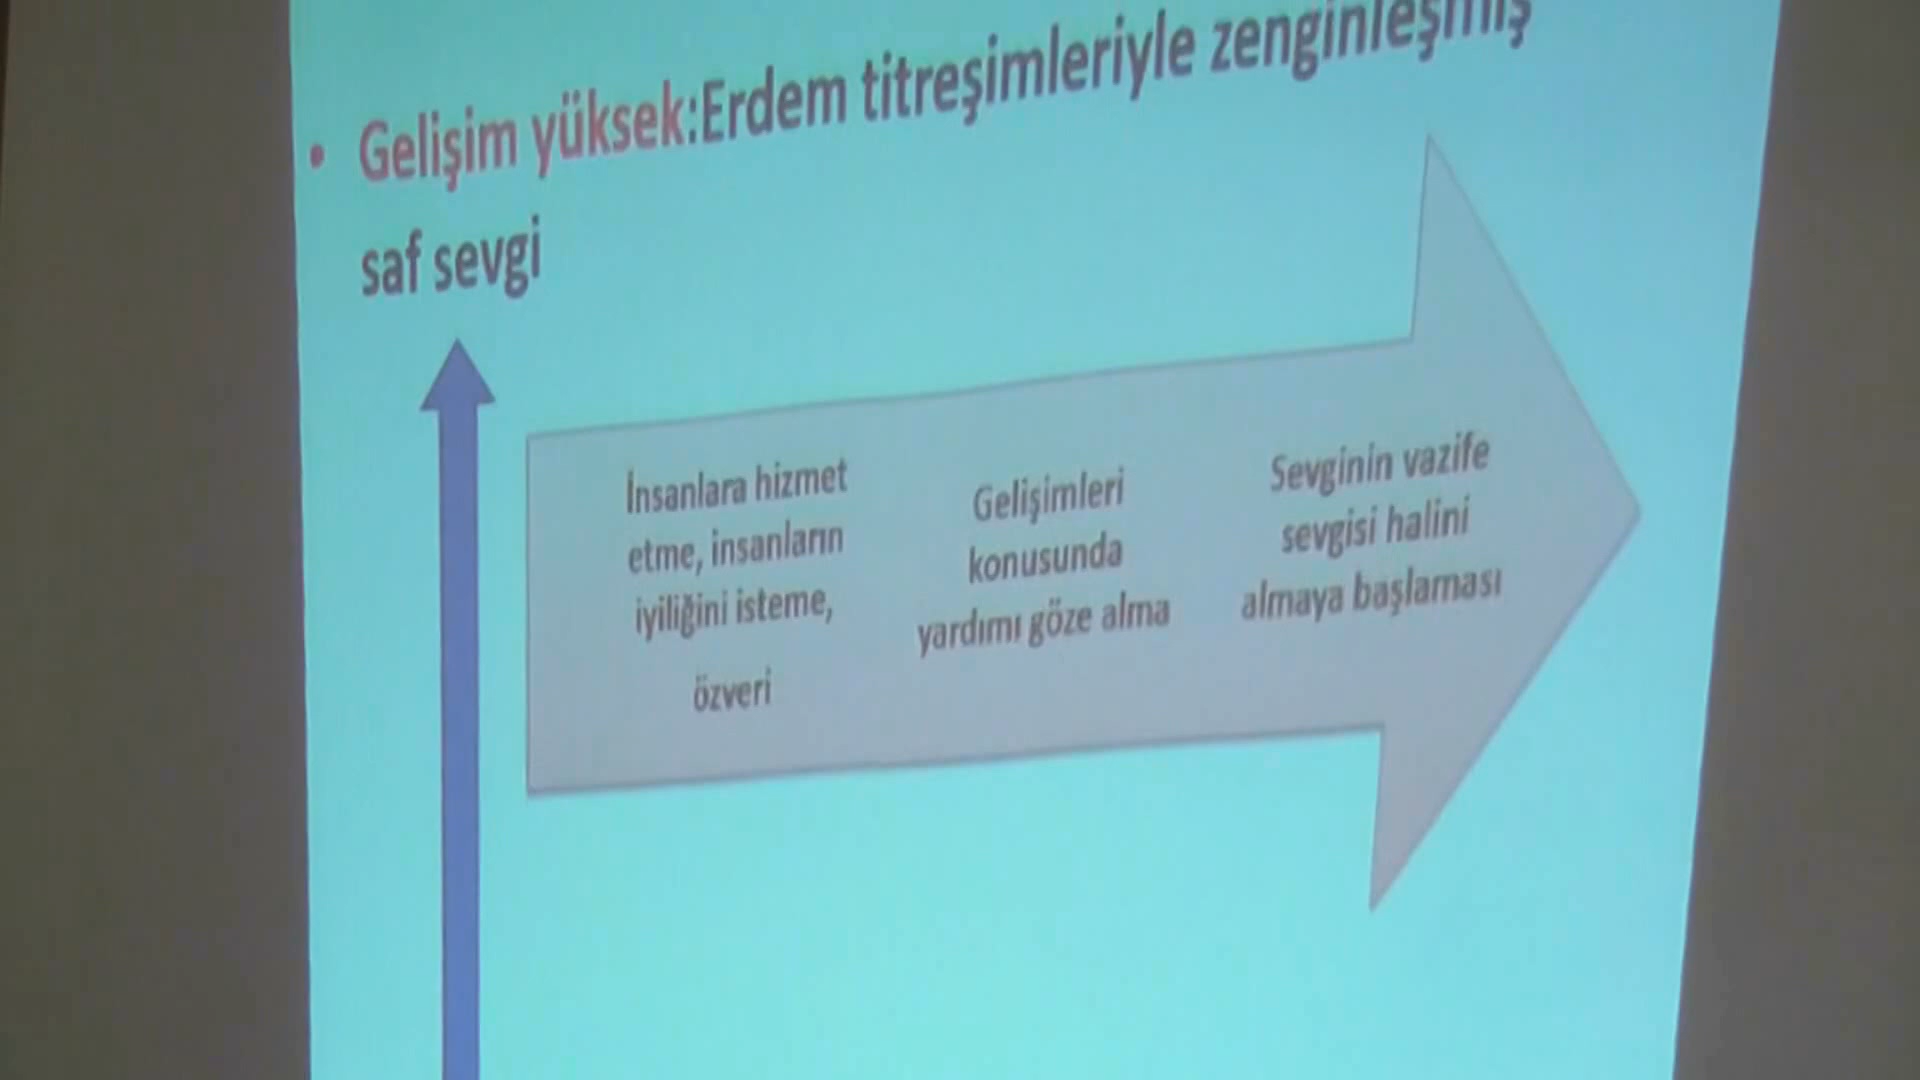 • Gelişim yüksek:Erdem titreşimleriyle zenginleşmiş
saf sevgi
İnsanlara hizmet
etme, insanların
iyiliğini isteme,
özveri
Gelişimleri
konusunda
yardımı göze alma
Sevginin vazife
sevgisi halini
almaya başlaması